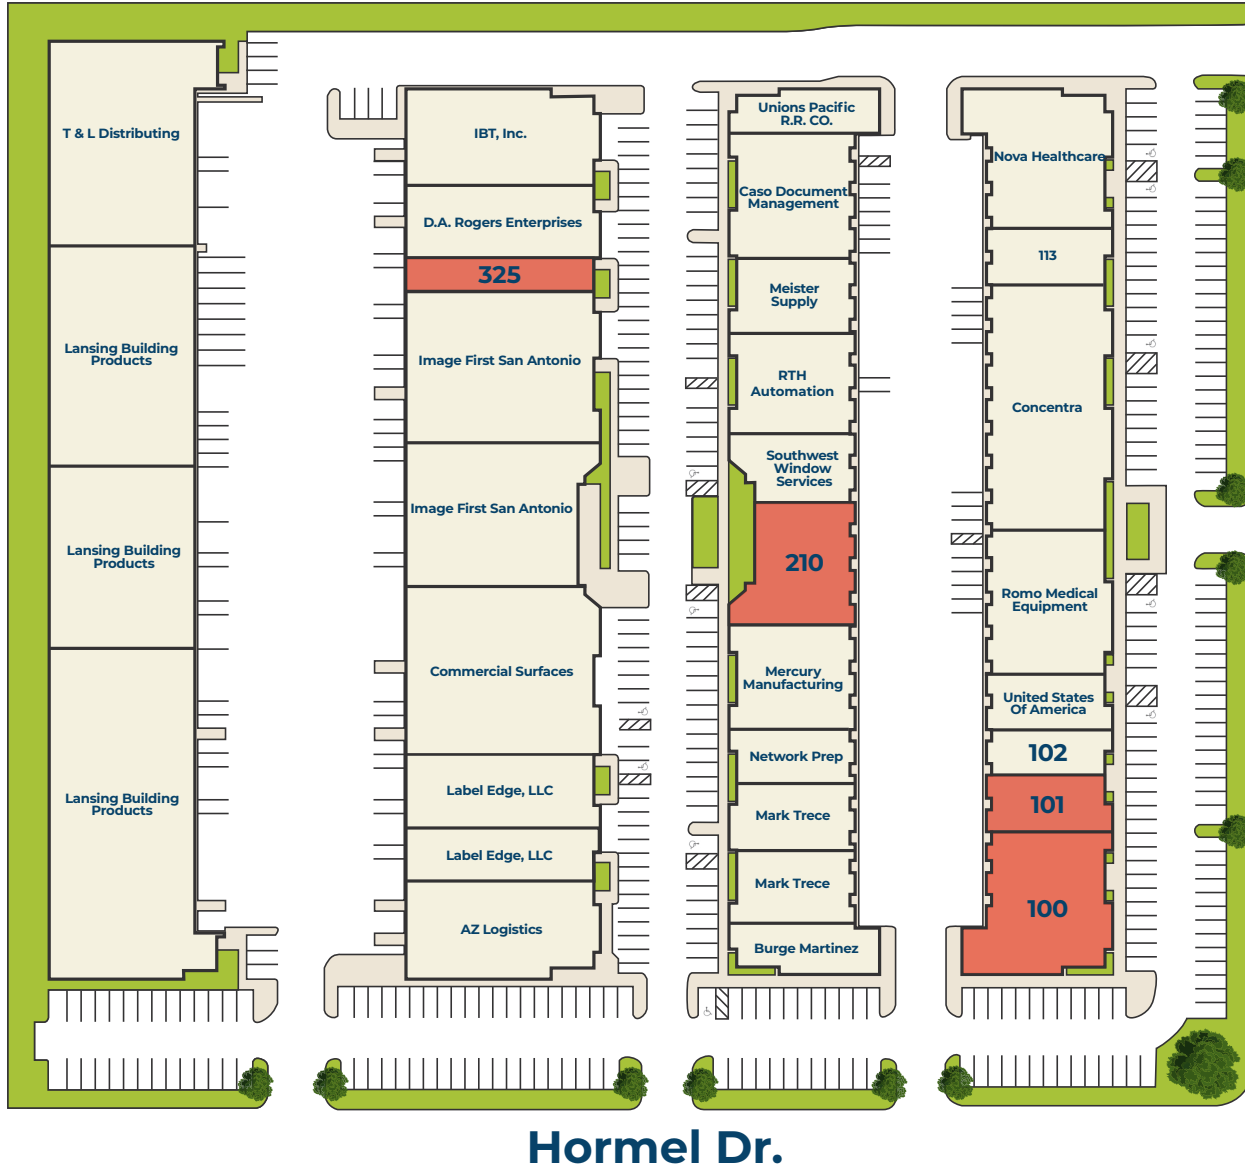 T & L Distributing
Lansing Building
Products
Lansing Building
Products
Lansing Building
Products
IBT, Inc.
D.A. Rogers Enterprises
325
Image First San Antonio
Image First San Antonio
Commercial Surfaces
Label Edge, LLC
Label Edge, LLC
AZ Logistics
Unions Pacific
R.R. CO.
Caso Document
Management
Meister
Supply
RTH
Automation
Southwest
Window
Services
210
Mercury
Manufacturing
Network Prep
Mark Trece
Mark Trece
Burge Martinez
Nova Healthcare
113
Concentra
Romo Medical
Equipment
United States
Of America
102
101
100
Hormel Dr.